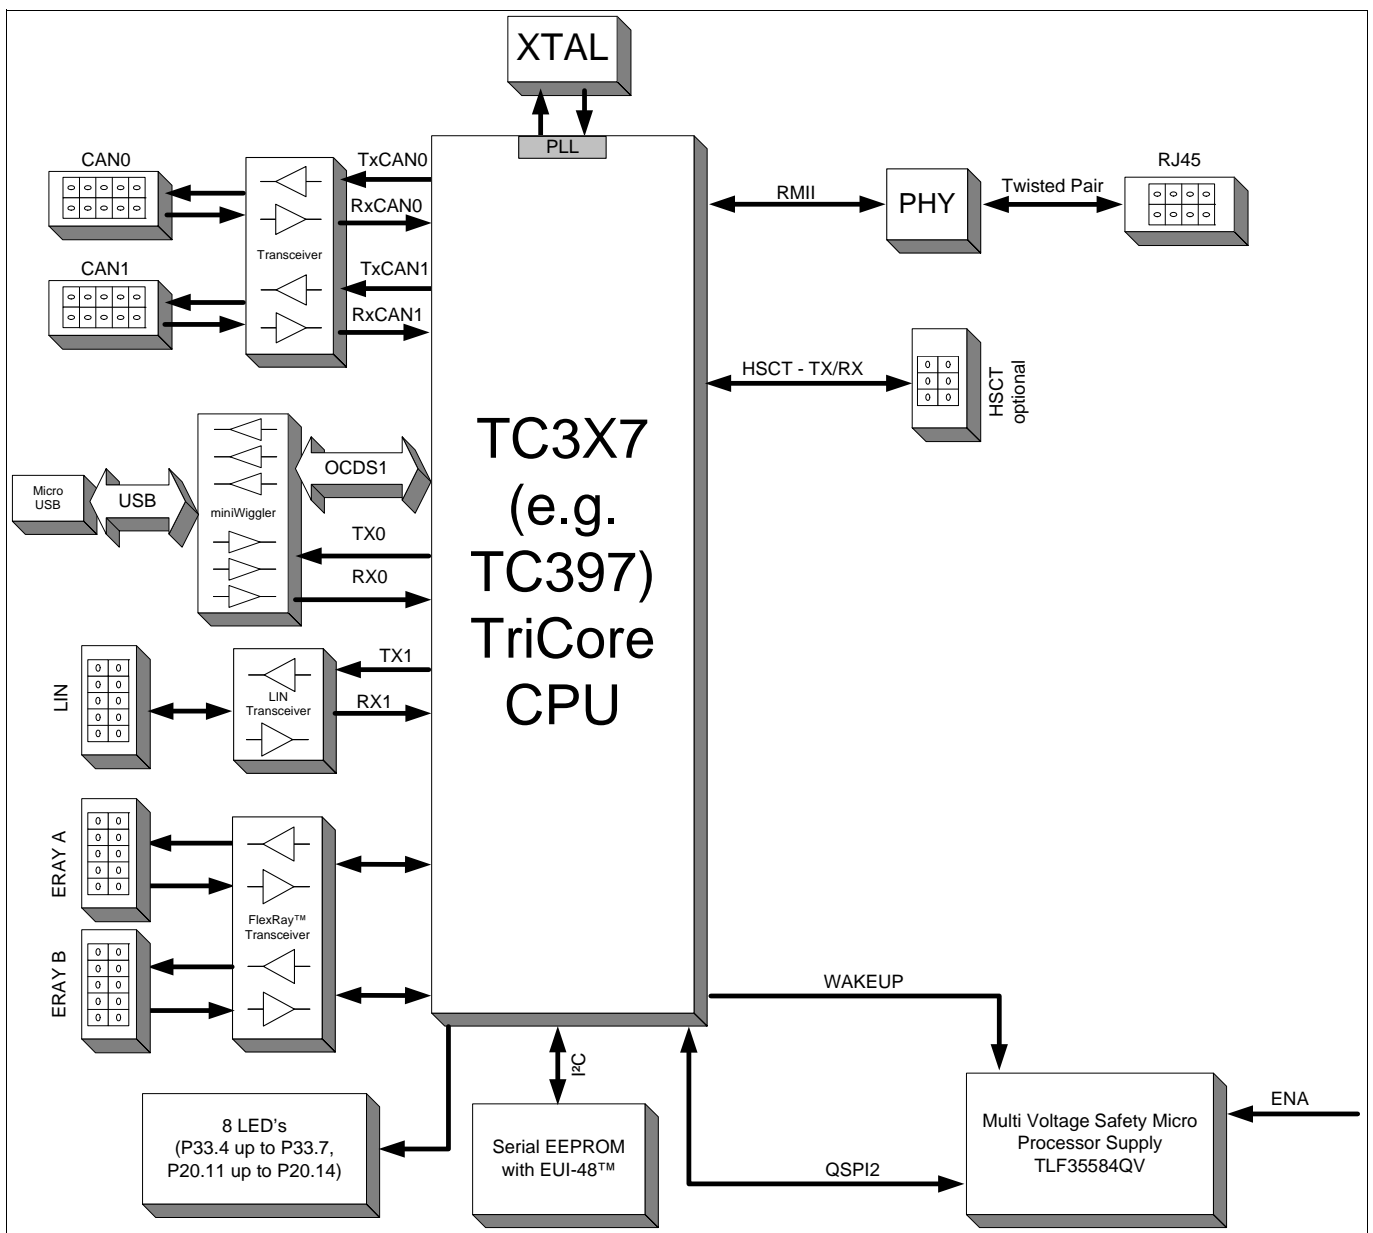 XTAL
PLL
CAN0
TxCAN0
RxCAN0
Transceiver
CAN1
TxCAN1
RxCAN1
RMII
PHY
Twisted Pair
RJ45
HSCT - TX/RX
HSCT
optional
TC3X7
(e.g.
TC397)
TriCore
CPU
Micro
USB
USB
miniWiggler
OCDS1
TX0
RX0
LIN
LIN
Transceiver
TX1
RX1
ERAY A
ERAY B
FlexRay™
Transceiver
WAKEUP
I²C
QSPI2
ENA
8 LED's
(P33.4 up to P33.7,
P20.11 up to P20.14)
Serial EEPROM
with EUI-48™
Multi Voltage Safety Micro
Processor Supply
TLF35584QV